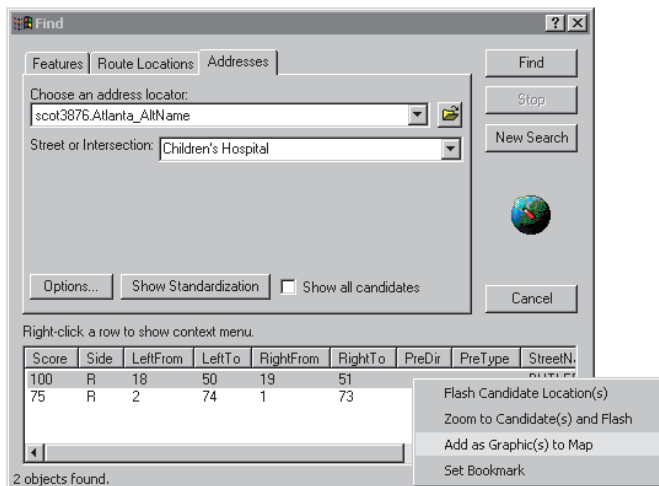 Find
Features Route Locations Addresses
Find
Choose an address locator:
Stop
scot3876.Atlanta_AltName
New Search
Street or Intersection: Children's Hospital
Options... Show Standardization Show all candidates
Cancel
Right-click a row to show context menu.
Score Side LeftFrom LeftTo RightFrom RightTo PreDir PreType StreetN
100 R 18 50 19 51
75 R 2 74 1 73
Flash Candidate Location(s)
Zoom to Candidate(s) and Flash
Add as Graphic(s) to Map
Set Bookmark
2 objects found.